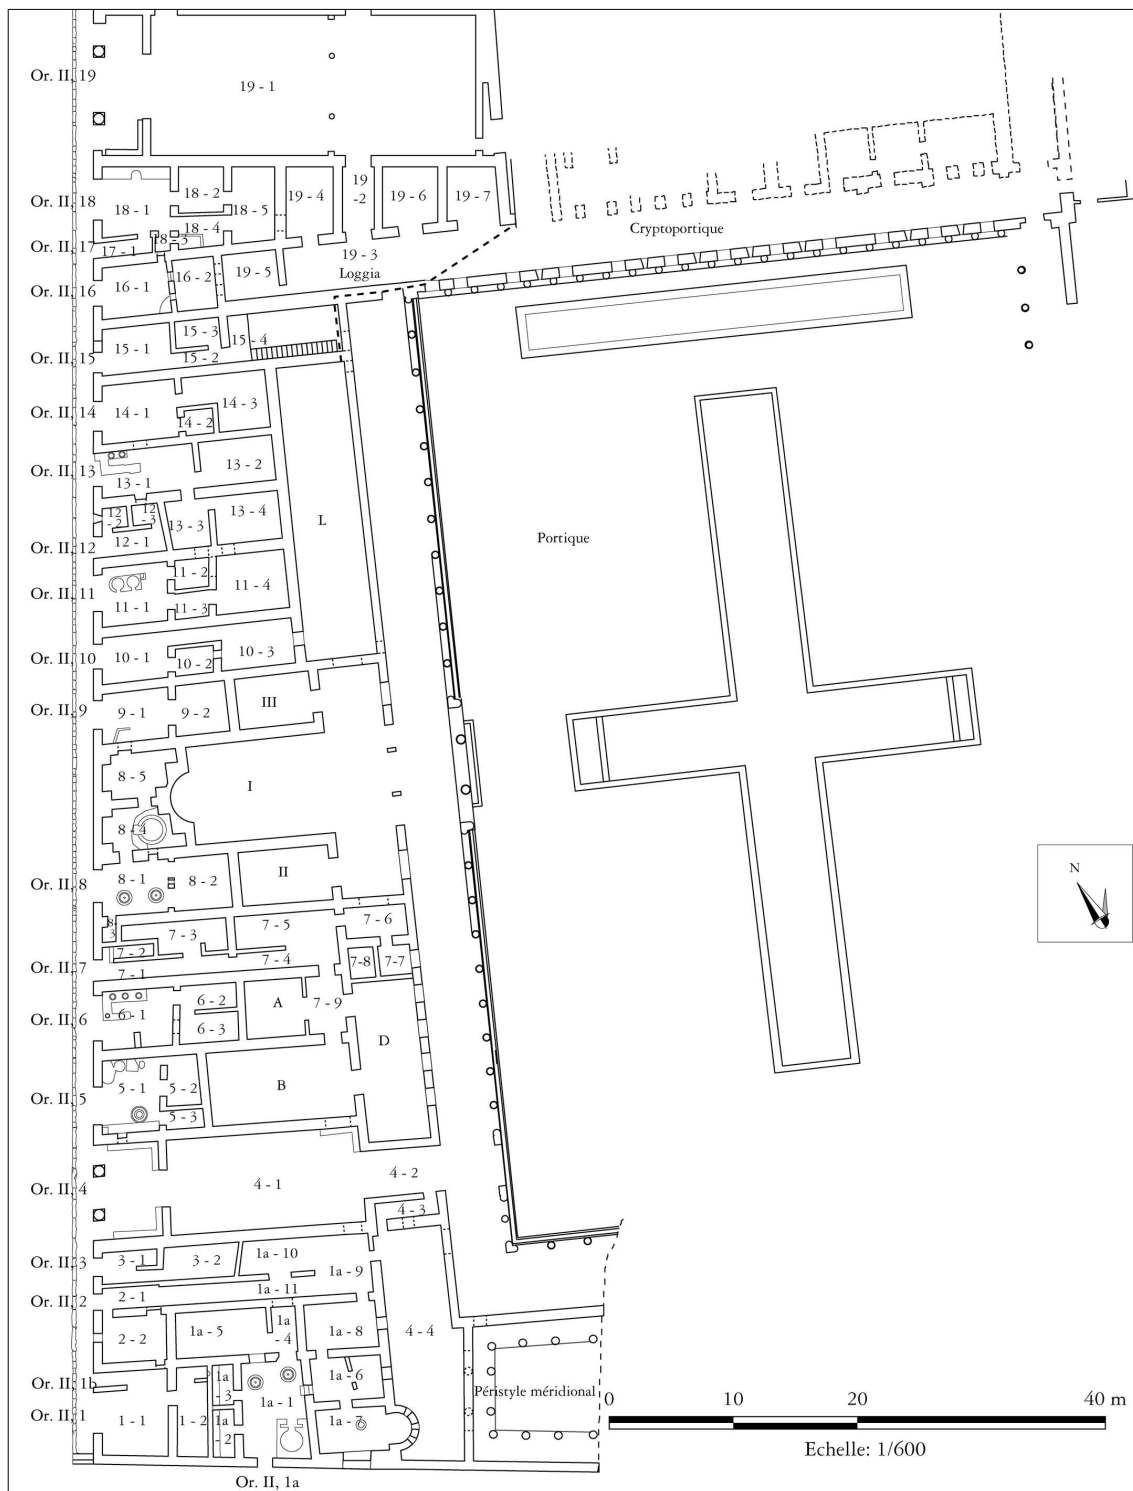 Or. II, 19
19 - 1
Or. II, 18
18 - 1
18 - 2
18 - 5
18 - 4
18 - 3
19 - 4
19
-2
19 - 6
19 - 7
Cryptoportique
Or. II, 17
17 - 1
19 - 3
Loggia
Or. II, 16
16 - 1
16 - 2
19 - 5
Or. II, 15
15 - 1
15 - 3
15 - 4
15 - 2
Or. II, 14
14 - 1
14 - 2
14 - 3
Or. II, 13
13 - 1
13 - 2
13 - 3
13 - 4
L
Portique
Or. II, 12
12
- 2
12
- 3
12 - 1
Or. II, 11
11 - 1
11 - 2
11 - 3
11 - 4
Or. II, 10
10 - 1
10 - 2
10 - 3
Or. II, 9
9 - 1
9 - 2
III
8 - 5
I
8 - 4
Or. II, 8
8 - 1
8 - 2
II
8-
3
7 - 3
7 - 5
7 - 6
7 - 2
7 - 4
7-8
7-7
Or. II, 7
7 - 1
N
Or. II, 6
6 - 1
6 - 2
6 - 3
A
7 - 9
D
Or. II, 5
5 - 1
5 - 2
5 - 3
B
Or. II, 4
4 - 1
4 - 2
4 - 3
Or. II, 3
3 - 1
3 - 2
1a - 10
1a - 9
Or. II, 2
2 - 1
1a - 11
2 - 2
1a - 5
1a
- 4
1a - 8
4 - 4
Or. II, 1b
1a
- 3
1a - 6
1a - 1
Péristyle méridional
Or. II, 1
1 - 1
1 - 2
1a
- 2
1a - 7
0
10
20
40 m
Echelle: 1/600
Or. II, 1a